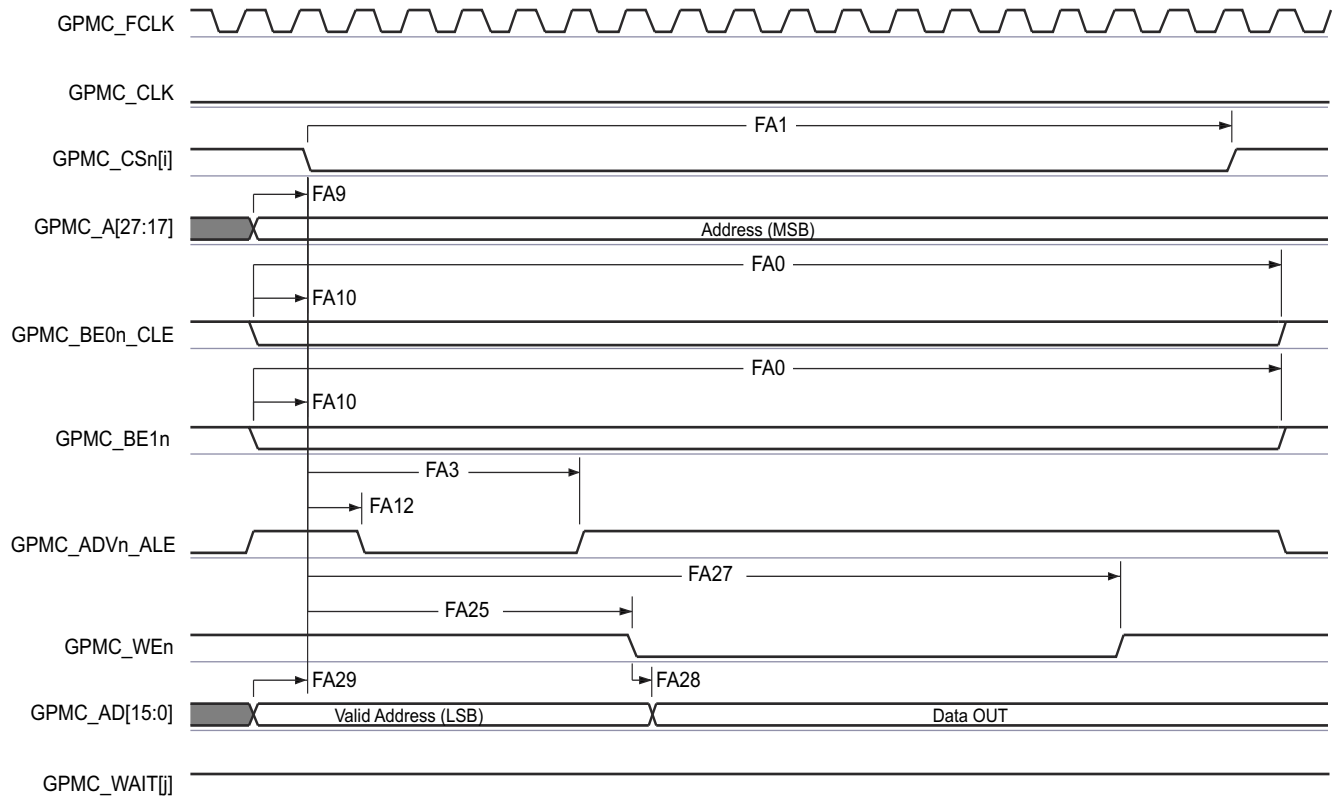 GPMC_FCLK
GPMC_CLK
FA1
GPMC_CSn[i]
FA9
GPMC_A[27:17]
Address (MSB)
FA0
FA10
GPMC_BE0n_CLE
FA0
FA10
GPMC_BE1n
FA3
FA12
GPMC_ADVn_ALE
FA27
FA25
GPMC_WEn
FA29
FA28
GPMC_AD[15:0]
Valid Address (LSB)
Data OUT
GPMC_WAIT[j]